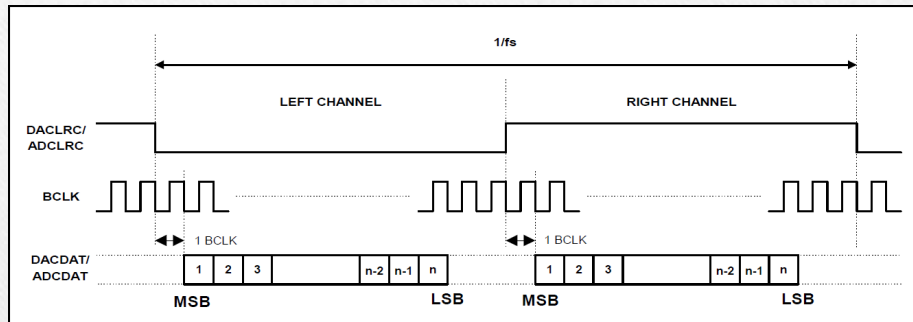 1/fs
LEFT CHANNEL RIGHT CHANNEL
DACLRC/
ADCLRC
BCLK
1 BCLK 1 BCLK
DACDAT/
ADCDAT
1 2 3 n-2 n-1 n 1 2 3 n-2 n-1 n
MSB LSB MSB LSB